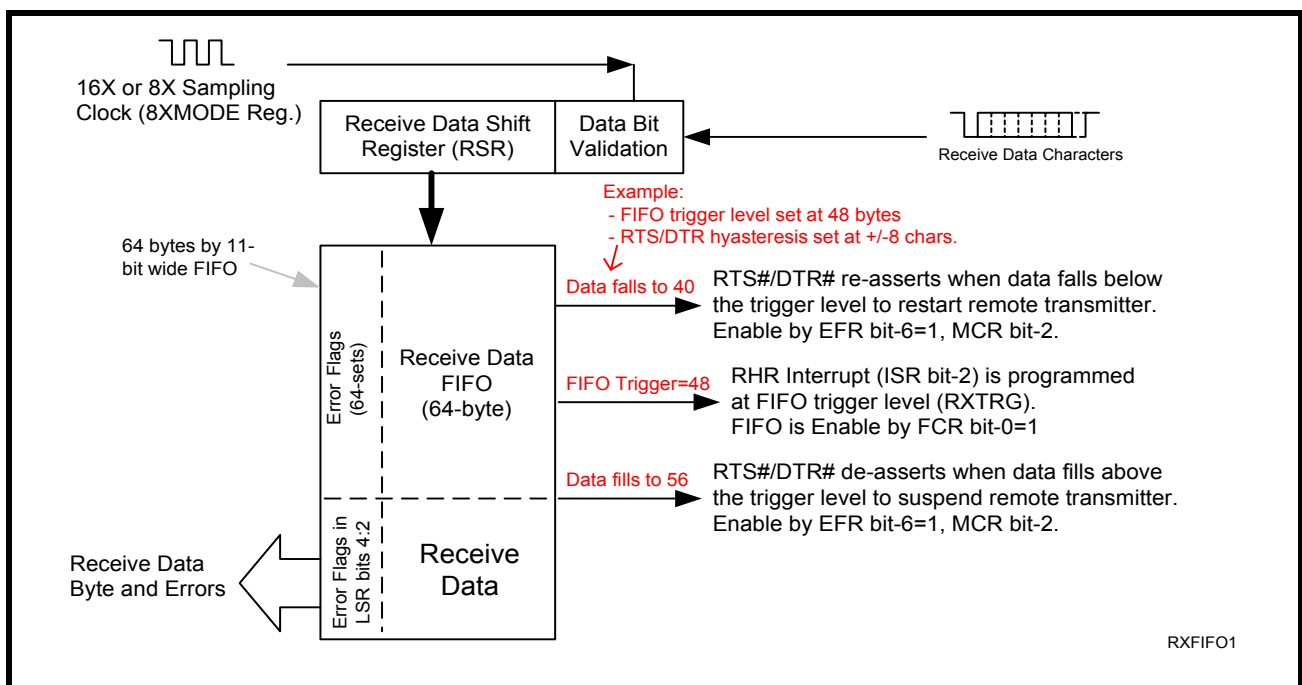 16X or 8X Sampling
Clock (8XMODE Reg.)
Receive Data Shift
Register (RSR)
Data Bit
Validation
Receive Data Characters
Example:
- FIFO trigger level set at 48 bytes
- RTS/DTR hyasteresis set at +/-8 chars.
64 bytes by 11-
bit wide FIFO
Error Flags
(64-sets)
Receive Data
FIFO
(64-byte)
Data falls to 40
RTS#/DTR# re-asserts when data falls below
the trigger level to restart remote transmitter.
Enable by EFR bit-6=1, MCR bit-2.
FIFO Trigger=48
RHR Interrupt (ISR bit-2) is programmed
at FIFO trigger level (RXTRG).
FIFO is Enable by FCR bit-0=1
Data fills to 56
RTS#/DTR# de-asserts when data fills above
the trigger level to suspend remote transmitter.
Enable by EFR bit-6=1, MCR bit-2.
Receive Data
Byte and Errors
Error Flags in
LSR bits 4:2
Receive
Data
RXFIFO1